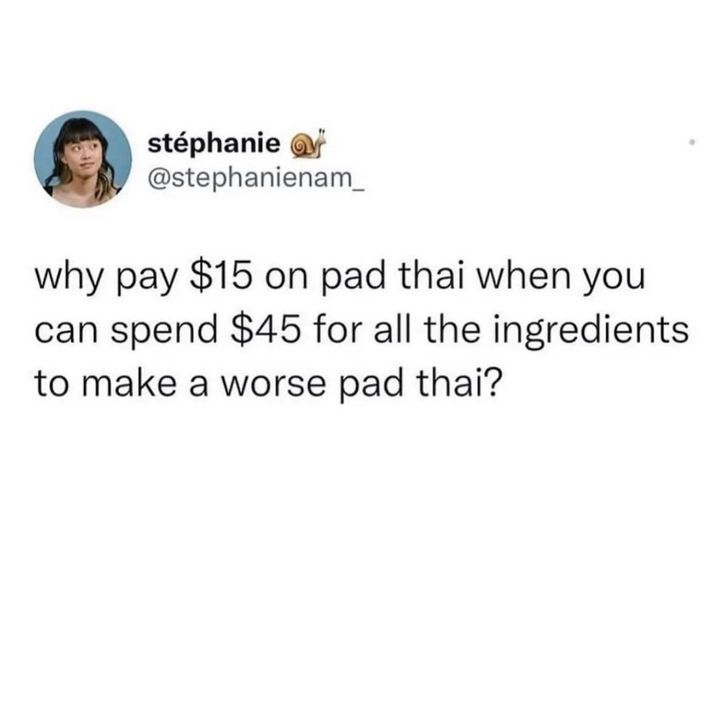 stéphanie 🐌
@stephanienam_
why pay $15 on pad thai when you
can spend $45 for all the ingredients
to make a worse pad thai?